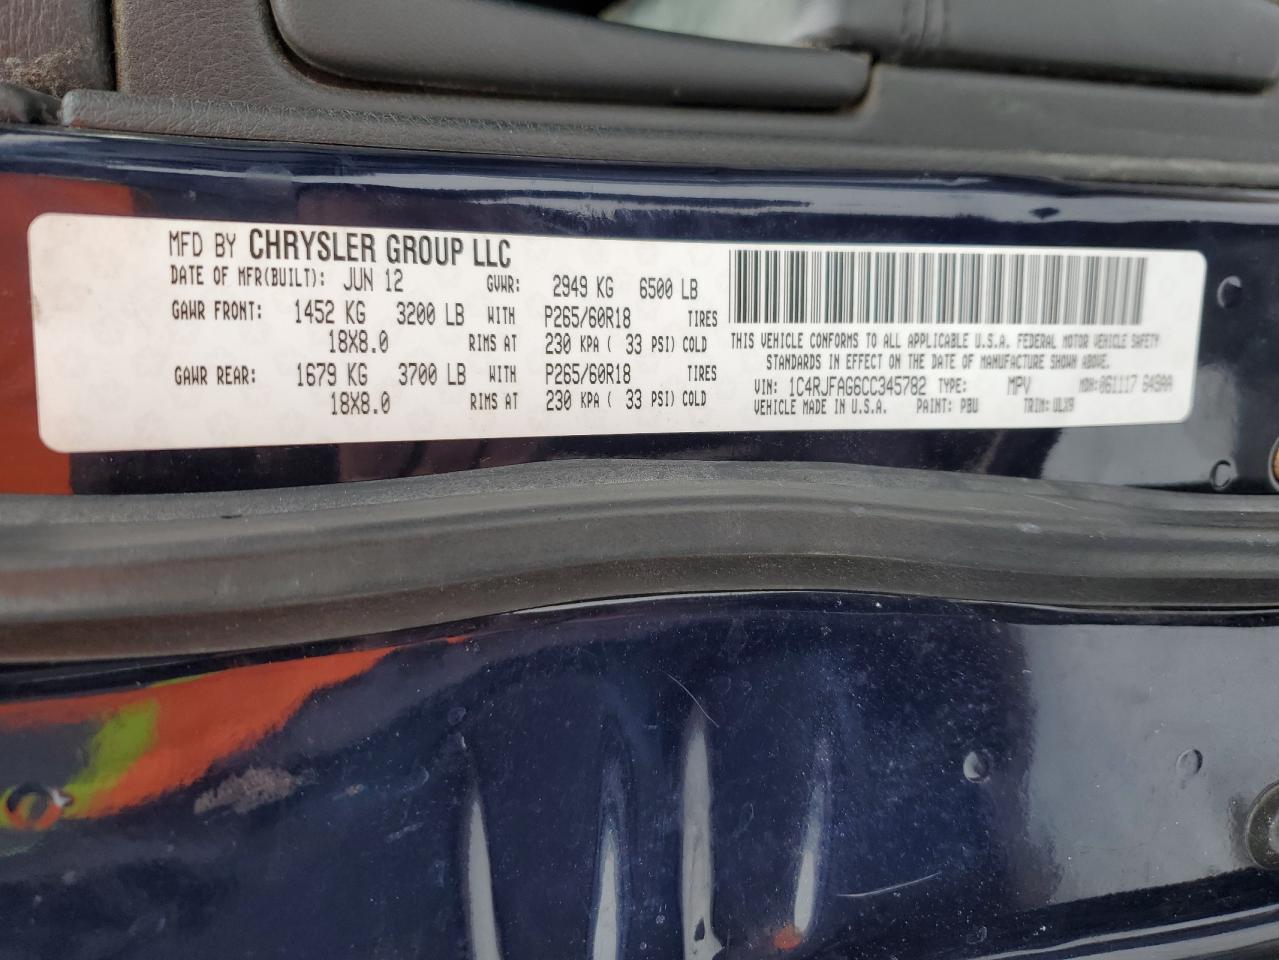 MFD BY CHRYSLER GROUP LLC
DATE OF MFR(BUILT): JUN 12 GVWR: 2949 KG 6500 LB
GAWR FRONT: 1452 KG 3200 LB WITH P265/60R18 TIRES
18X8.0 RIMS AT 230 KPA ( 33 PSI) COLD
GAWR REAR: 1679 KG 3700 LB WITH P265/60R18 TIRES
18X8.0 RIMS AT 230 KPA ( 33 PSI) COLD
THIS VEHICLE CONFORMS TO ALL APPLICABLE U.S.A. FEDERAL MOTOR VEHICLE SAFETY
STANDARDS IN EFFECT ON THE DATE OF MANUFACTURE SHOWN ABOVE.
VIN: 1C4RJFAG6CC345782 TYPE: MPV MDH: 061117
VEHICLE MADE IN U.S.A. PAINT: PBU TRIM: ULX9